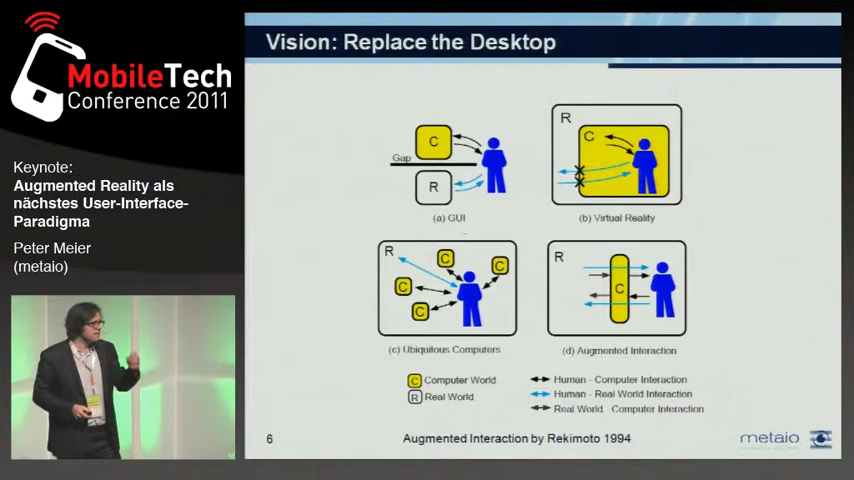 MobileTech
Conference 2011
Keynote:
Augmented Reality als
nächstes User-Interface-
Paradigma
Peter Meier
(metaio)
Vision: Replace the Desktop
C
Gap
R
(a) GUI
R
C
(b) Virtual Reality
R
C
C
C
C
(c) Ubiquitous Computers
R
C
(d) Augmented Interaction
C Computer World
R Real World
Human - Computer Interaction
Human - Real World Interaction
Real World - Computer Interaction
6
Augmented Interaction by Rekimoto 1994
metaio